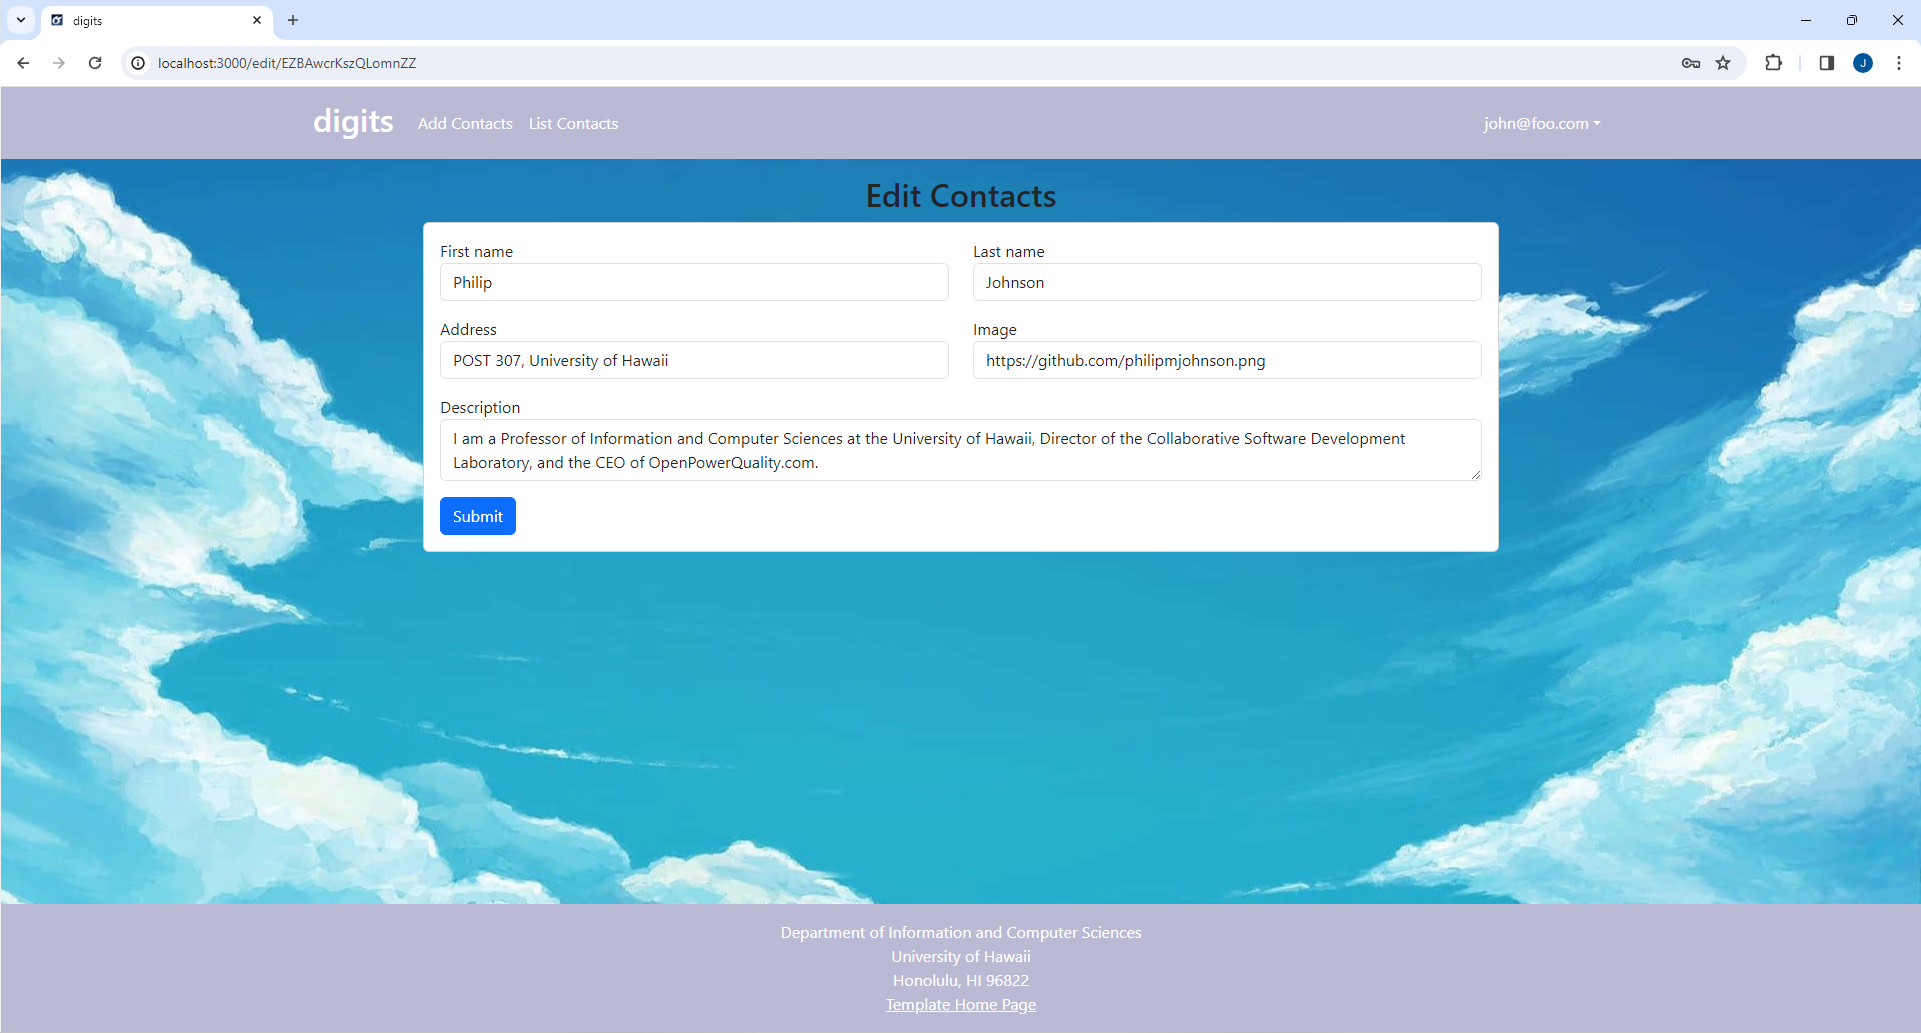 digits
localhost:3000/edit/EZBAwcrKszQLomnZZ
J
digits
Add Contacts
List Contacts
john@foo.com
Edit Contacts
First name
Last name
Philip
Johnson
Address
Image
POST 307, University of Hawaii
https://github.com/philipmjohnson.png
Description
I am a Professor of Information and Computer Sciences at the University of Hawaii, Director of the Collaborative Software Development
Laboratory, and the CEO of OpenPowerQuality.com.
Submit
Department of Information and Computer Sciences
University of Hawaii
Honolulu, HI 96822
Template Home Page